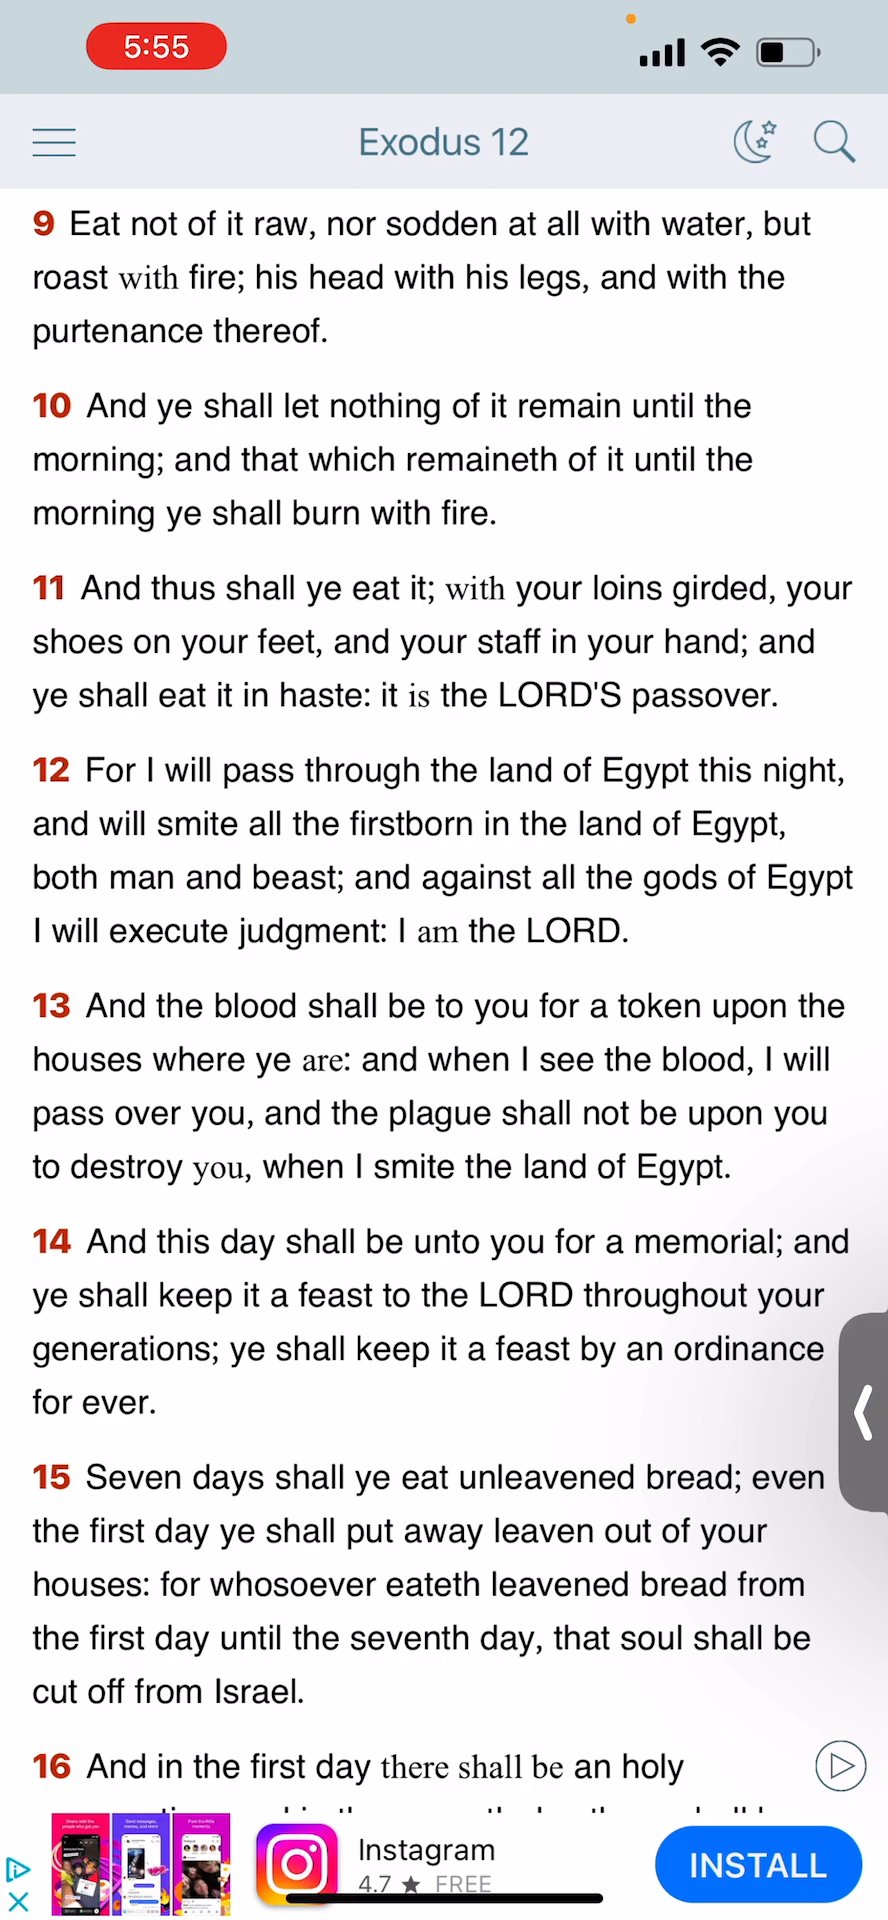 5:55
Exodus 12
9 Eat not of it raw, nor sodden at all with water, but
roast with fire; his head with his legs, and with the
purtenance thereof.
10 And ye shall let nothing of it remain until the
morning; and that which remaineth of it until the
morning ye shall burn with fire.
11 And thus shall ye eat it; with your loins girded, your
shoes on your feet, and your staff in your hand; and
ye shall eat it in haste: it is the LORD'S passover.
12 For I will pass through the land of Egypt this night,
and will smite all the firstborn in the land of Egypt,
both man and beast; and against all the gods of Egypt
I will execute judgment: I am the LORD.
13 And the blood shall be to you for a token upon the
houses where ye are: and when I see the blood, I will
pass over you, and the plague shall not be upon you
to destroy you, when I smite the land of Egypt.
14 And this day shall be unto you for a memorial; and
ye shall keep it a feast to the LORD throughout your
generations; ye shall keep it a feast by an ordinance
for ever.
15 Seven days shall ye eat unleavened bread; even
the first day ye shall put away leaven out of your
houses: for whosoever eateth leavened bread from
the first day until the seventh day, that soul shall be
cut off from Israel.
16 And in the first day there shall be an holy
Instagram
4.7 ★ FREE
INSTALL